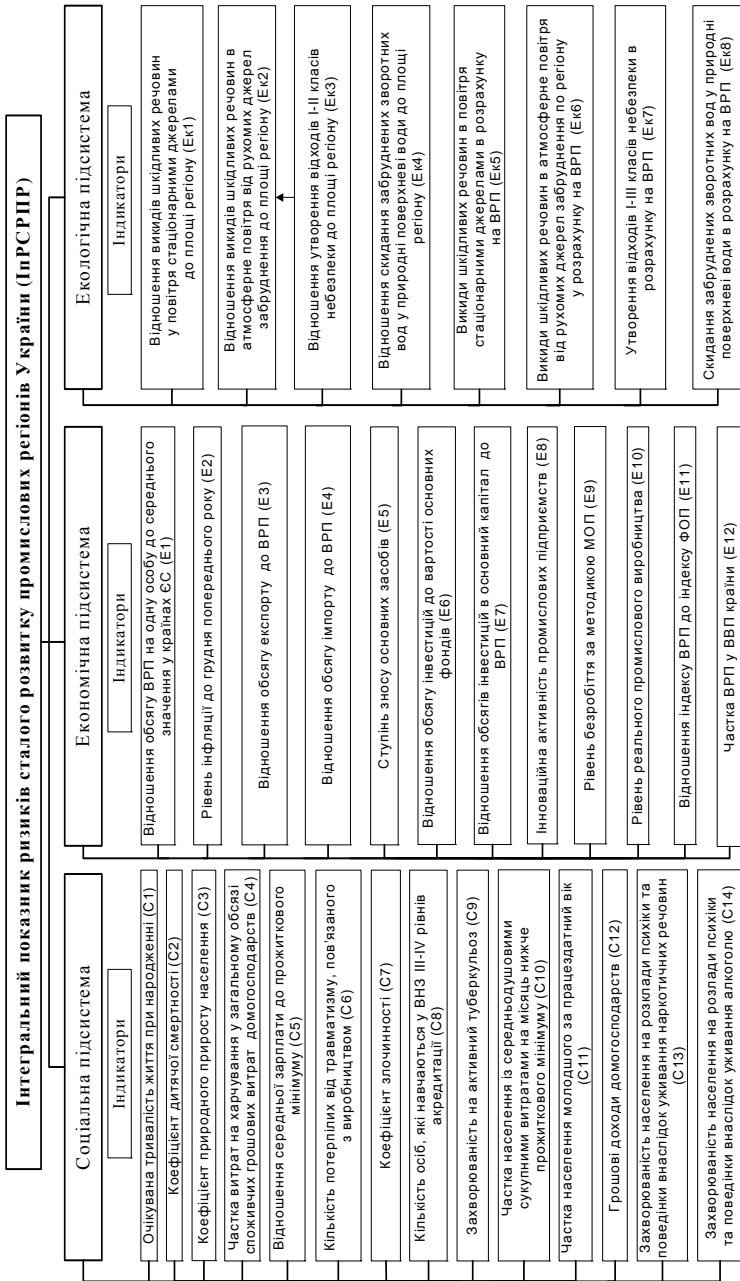 Інтегральний показник ризиків сталого розвитку промислових регіонів України (ІпРСРПР)
Соціальна підсистема
Індикатори
Очікувана тривалість життя при народженні (С1)
Коефіцієнт дитячої смертності (С2)
Коефіцієнт природного приросту населення (С3)
Частка витрат на харчування у загальному обсязі
споживчих грошових витрат домогосподарств (С4)
Відношення середньої зарплати до прожиткового
мінімуму (С5)
Кількість потерпілих від травматизму, пов'язаного
з виробництвом (С6)
Коефіцієнт злочинності (С7)
Кількість осіб, які навчаються у ВНЗ III-IV рівнів
акредитації (С8)
Захворюваність на активний туберкульоз (С9)
Частка населення із середньодушовими
сукупними витратами на місяць нижче
прожиткового мінімуму (С10)
Частка населення молодшого за працездатний вік
(С11)
Грошові доходи домогосподарств (С12)
Захворюваність населення на розклади психіки та
поведінки внаслідок уживання наркотичних речовин
(С13)
Захворюваність населення на розлади психіки
та поведінки внаслідок уживання алкоголю (С14)
Економічна підсистема
Індикатори
Відношення обсягу ВРП на одну особу до середнього
значення у країнах ЄС (Е1)
Рівень інфляції до грудня попереднього року (Е2)
Відношення обсягу експорту до ВРП (Е3)
Відношення обсягу імпорту до ВРП (Е4)
Ступінь зносу основних засобів (Е5)
Відношення обсягу інвестицій до вартості основних
фондів (Е6)
Відношення обсягів інвестицій в основний капітал до
ВРП (Е7)
Інноваційна активність промислових підприємств (Е8)
Рівень безробіття за методикою МОП (Е9)
Рівень реального промислового виробництва (Е10)
Відношення індексу ВРП до індексу ФОП (Е11)
Частка ВРП у ВВП країни (Е12)
Екологічна підсистема
Індикатори
Відношення викидів шкідливих речовин
у повітря стаціонарними джерелами
до площі регіону (Ек1)
Відношення викидів шкідливих речовин в
атмосферне повітря від рухомих джерел
забруднення до площі регіону (Ек2)
Відношення утворення відходів I-II класів
небезпеки до площі регіону (Ек3)
Відношення скидання забруднених зворотних
вод у природні поверхневі води до площі
регіону (Ек4)
Викиди шкідливих речовин в повітря
стаціонарними джерелами в розрахунку
на ВРП (Ек5)
Викиди шкідливих речовин в атмосферне повітря
від рухомих джерел забруднення по регіону
у розрахунку на ВРП (Ек6)
Утворення відходів I-III класів небезпеки в
розрахунку на ВРП (Ек7)
Скидання забруднених зворотних вод у природні
поверхневі води в розрахунку на ВРП (Ек8)